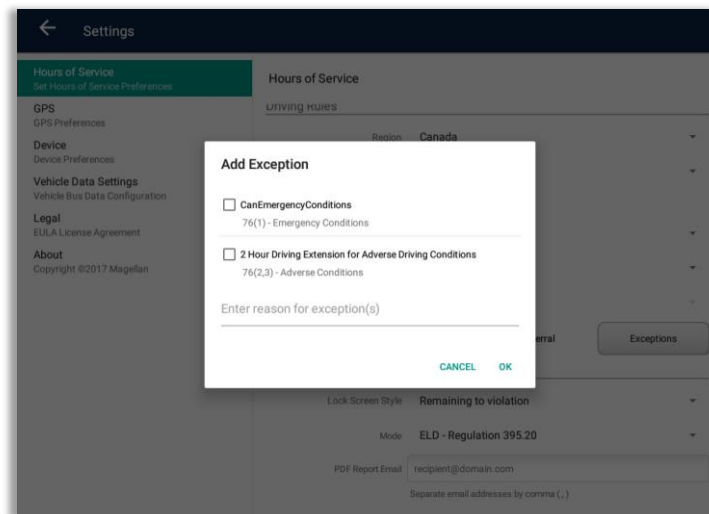 Settings
Hours of Service
Set Hours of Service Preferences
GPS
GPS Preferences
Device
Device Preferences
Vehicle Data Settings
Vehicle Bus Data Configuration
Legal
EULA License Agreement
About
Copyright ©2017 Magellan
Hours of Service
Driving Rules
Region Canada
Add Exception
CanEmergencyConditions
76(1) - Emergency Conditions
2 Hour Driving Extension for Adverse Driving Conditions
76(2,3) - Adverse Conditions
Enter reason for exception(s)
CANCEL OK
erral Exceptions
Lock Screen Style Remaining to violation
Mode ELD - Regulation 395.20
PDF Report Email recipient@domain.com
Separate email addresses by comma ( , )